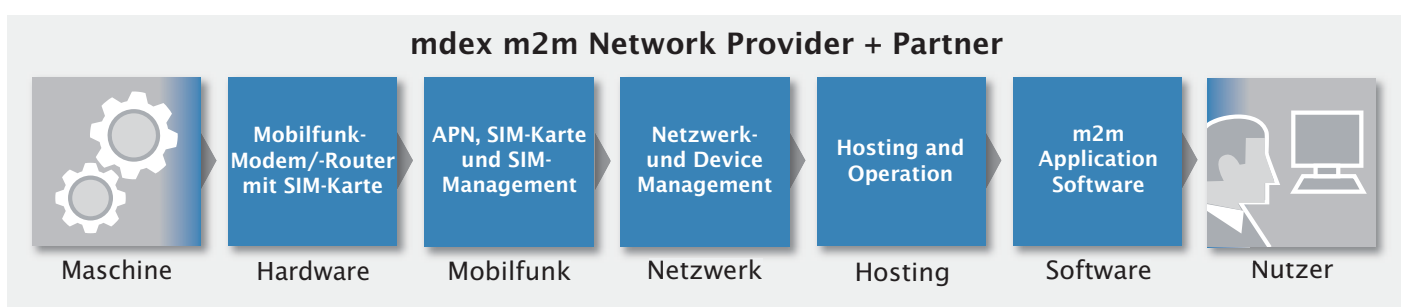 mdex m2m Network Provider + Partner
Mobilfunk-
Modem/-Router
mit SIM-Karte
APN, SIM-Karte
und SIM-
Management
Netzwerk-
und Device
Management
Hosting and
Operation
m2m
Application
Software
Maschine
Hardware
Mobilfunk
Netzwerk
Hosting
Software
Nutzer